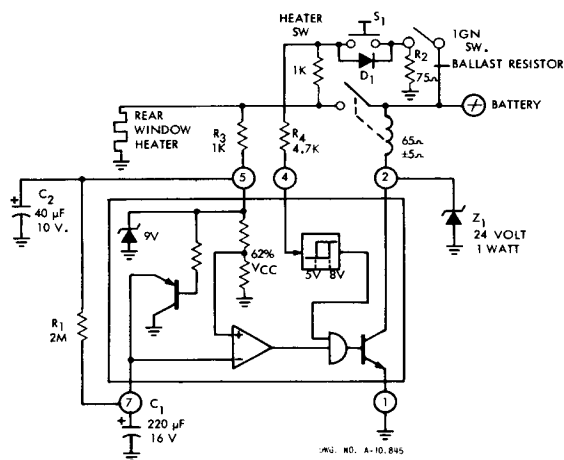 HEATER
SW
S1
1GN
SW.
R2
75Ω
BALLAST RESISTOR
1K
D1
BATTERY
REAR
WINDOW
HEATER
R3
1K
R4
4.7K
65Ω
±5Ω
5
4
2
C2
40 µF
10 V.
9V
62%
VCC
5V 8V
Z1
24 VOLT
1 WATT
R1
2M
+
−
7
C1
220 µF
16 V
1
DWG. NO. A-10,845